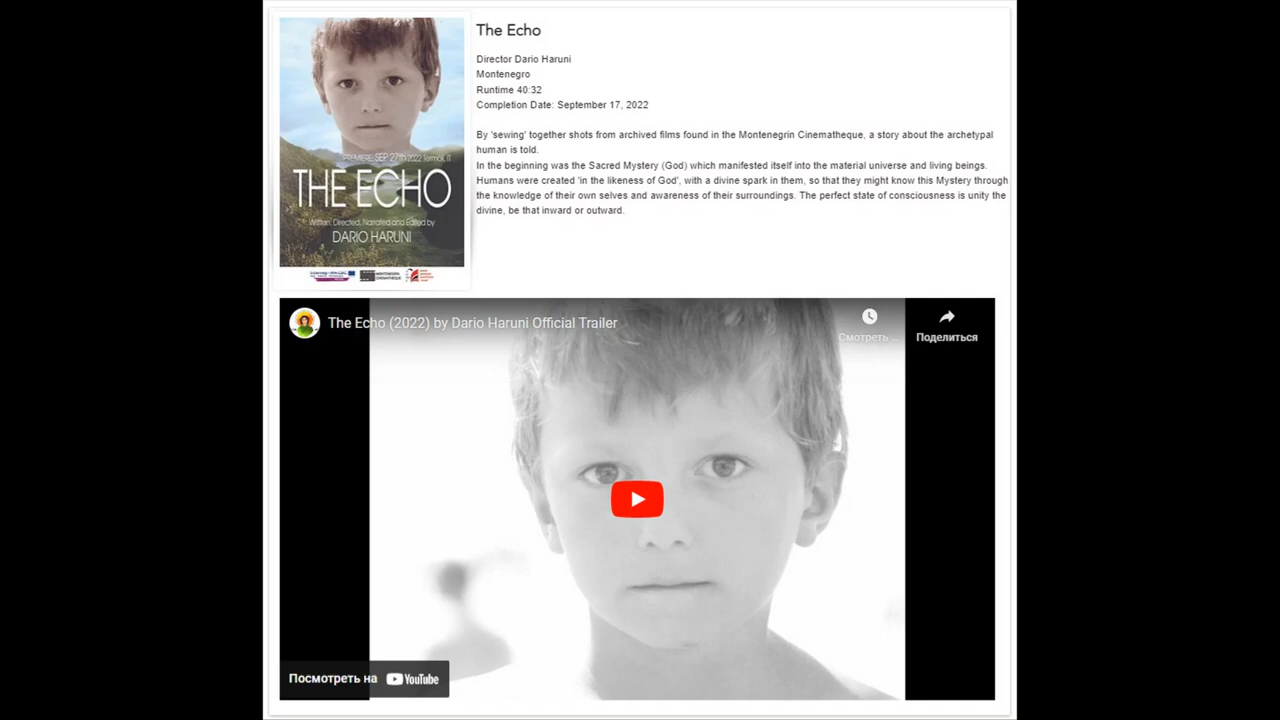 The Echo
Director Dario Haruni
Montenegro
Runtime 40:32
Completion Date: September 17, 2022
By 'sewing' together shots from archived films found in the Montenegrin Cinematheque, a story about the archetypal
human is told.
In the beginning was the Sacred Mystery (God) which manifested itself into the material universe and living beings.
Humans were created 'in the likeness of God', with a divine spark in them, so that they might know this Mystery through
the knowledge of their own selves and awareness of their surroundings. The perfect state of consciousness is unity the
divine, be that inward or outward.
PREMIERE: SEP 27th 2022 Termoli, IT
THE ECHO
Written, Directed, Narrated and Edited by
DARIO HARUNI
The Echo (2022) by Dario Haruni Official Trailer
Смотреть ...
Поделиться
Посмотреть на YouTube